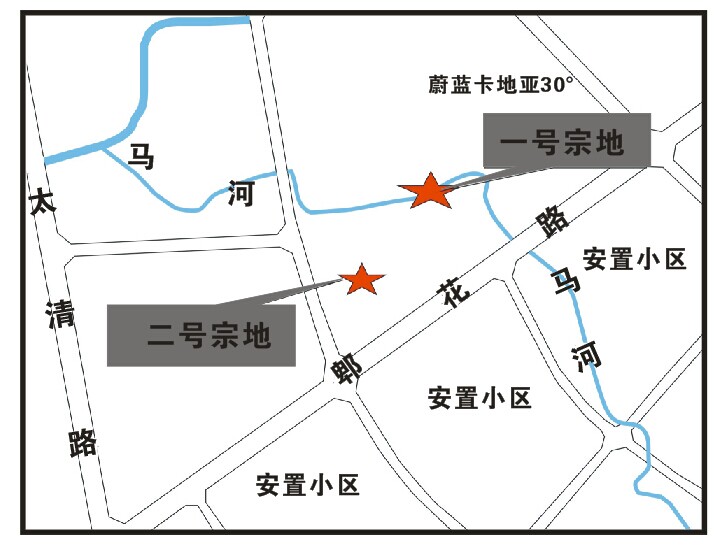 蔚蓝卡地亚30°
一号宗地
马河
太清路
郫花路
安置小区
马河
二号宗地
安置小区
安置小区